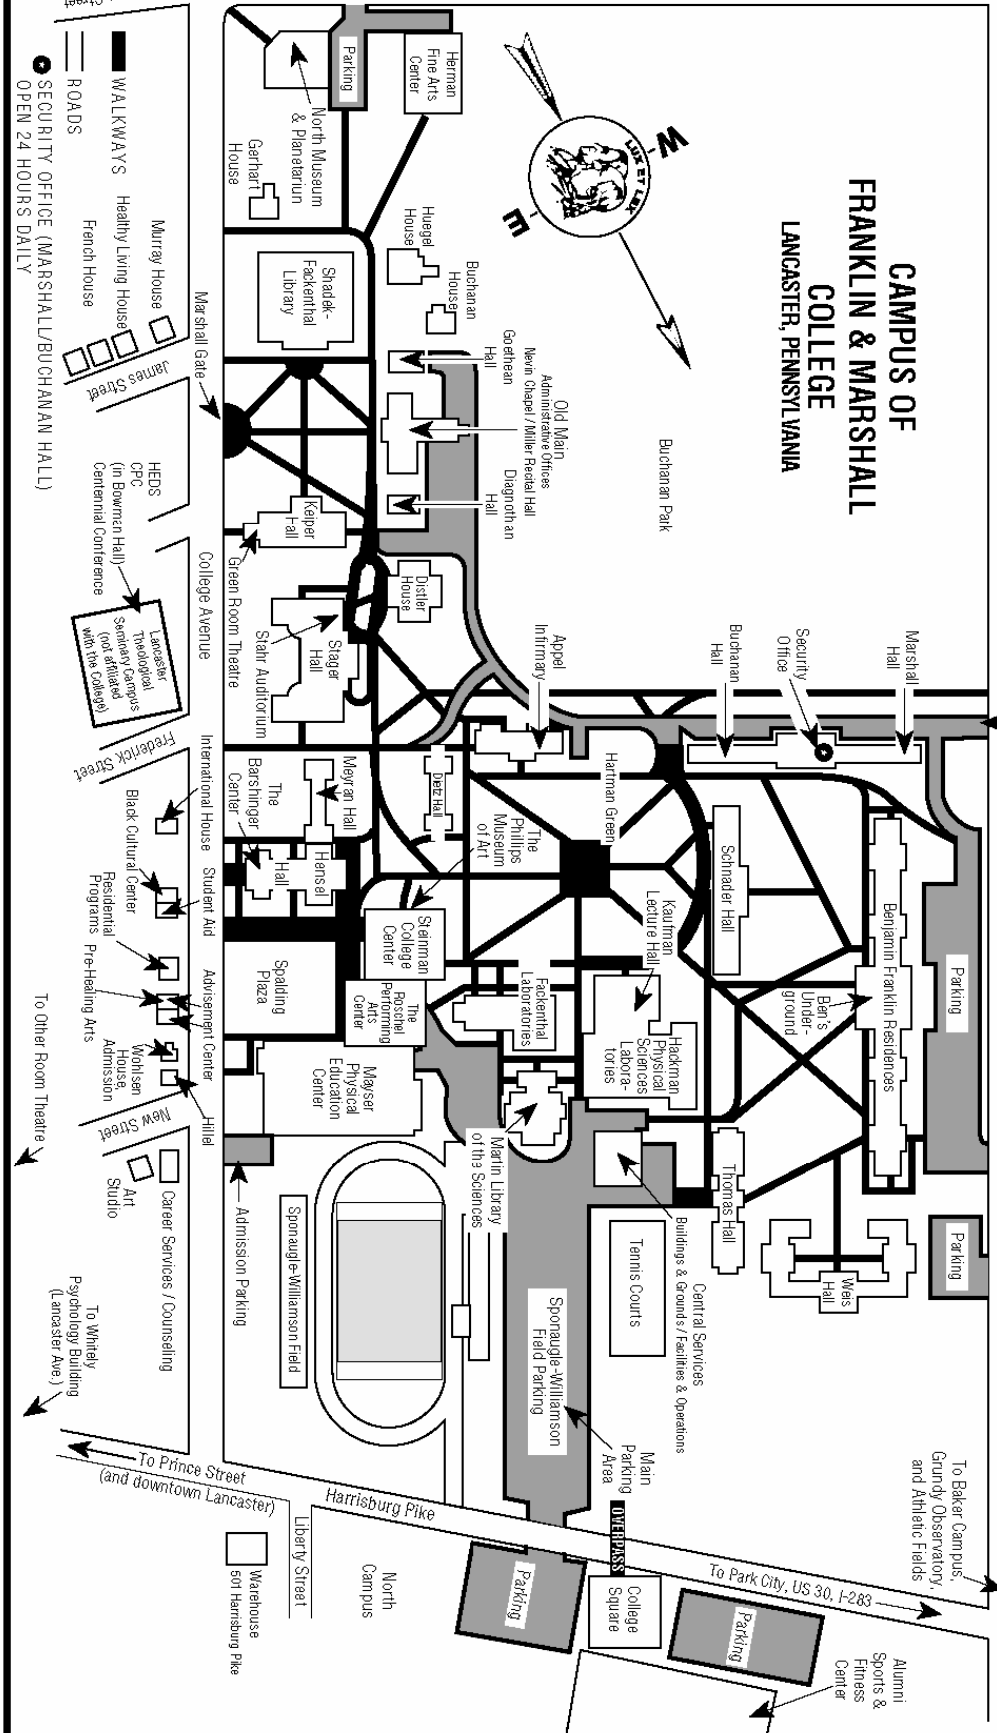 CAMPUS OF
FRANKLIN & MARSHALL
COLLEGE
LANCASTER, PENNSYLVANIA
W
E
LUX ET LEX
Herman
Fine Arts
Center
Parking
North Museum
& Planetariun
Gerhart
House
Huegel
House
Buchanan
House
Shadek-
Fackenthal
Library
Goethean
Hall
Old Main
Administrative Offices
Nevin Chapel / Miller Recital Hall
Diagnothian
Hall
Buchanan Park
Marshall Gate
Keiper
Hall
Green Room Theatre
Distler
House
Stager
Hall
Stahr Auditorium
Appel
Infirmary
Buchanan
Hall
Security
Office
Marshall
Hall
Hartman Green
Dietz Hall
Meyran Hall
The
Barshinger
Center
Hensel
Hall
The
Phillips
Museum
of Art
Steinman
College
Center
Schnader Hall
Kaufman
Lecture Hall
Benjamin Franklin Residences
Ben's
Under-
ground
Parking
Spalding
Plaza
The
Roschel
Performing
Arts
Center
Fackenthal
Laboratories
Hackman
Physical
Sciences
Labora-
tories
Mayser
Physical
Education
Center
Martin Library
of the Sciences
Thomas Hall
Weis
Hall
Parking
Buildings & Grounds / Facilities & Operations
Central Services
Tennis Courts
Admission Parking
Sponaugle-Williamson Field
Sponaugle-Williamson
Field Parking
Main
Parking
Area
OVERPASS
To Baker Campus,
Grundy Observatory,
and Athletic Fields
To Park City, US 30, I-283
Harrisburg Pike
To Prince Street
(and downtown Lancaster)
Liberty Street
Warehouse
501 Harrisburg Pike
North
Campus
Parking
College
Square
Parking
Alumni
Sports &
Fitness
Center
College Avenue
Street
WALKWAYS
ROADS
SECURITY OFFICE (MARSHALL/BUCHANAN HALL)
OPEN 24 HOURS DAILY
Murray House
Healthy Living House
French House
James Street
HEDS
CPC
(in Bowman Hall)
Centennial Conference
Lancaster
Theological
Seminary Campus
(not affiliated
with the College)
Frederick Street
International House
Black Cultural Center
Student Aid
Residential
Programs
Pre-Healing Arts
Advisement Center
Wohlsen
House,
Admission
Hillel
New Street
To Other Room Theatre
Art
Studio
Career Services / Counseling
To Whitely
Psychology Building
(Lancaster Ave.)